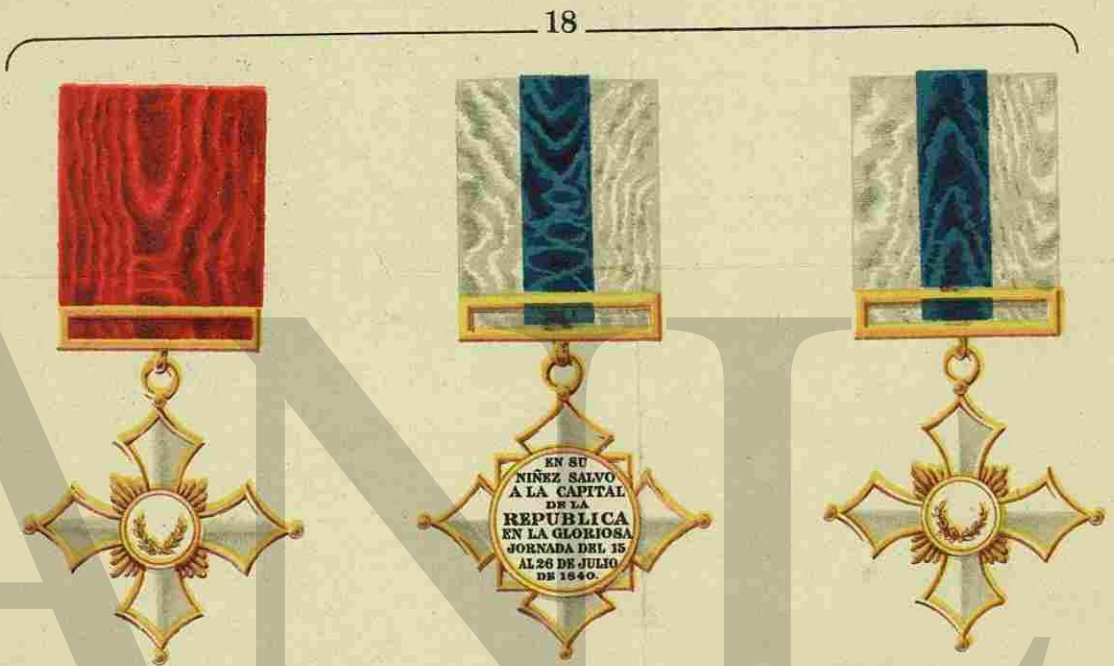 18
EN SU
NIÑEZ SALVO
A LA CAPITAL
DE LA
REPUBLICA
EN LA GLORIOSA
JORNADA DEL 15
AL 26 DE JULIO
DE 1840.